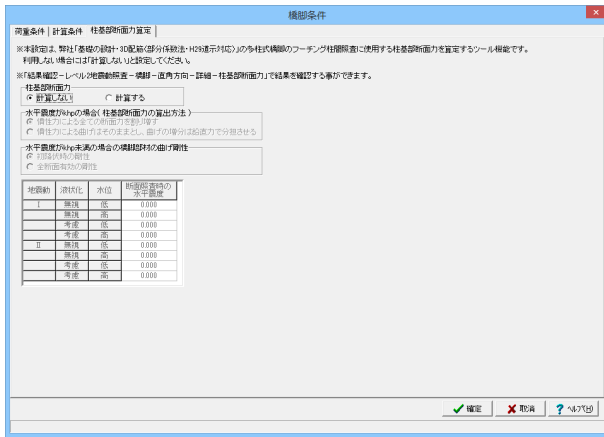 橋脚条件
荷重条件 計算条件 柱基部断面力算定
※本設定は、弊社「基礎の設計・3D配筋(部分係数法・H29道示対応)」の多柱式橋脚のフーチング柱間照査に使用する柱基部断面力を算定するツール機能です。
利用しない場合には「計算しない」と設定してください。
※「結果確認-レベル2地震動照査-橋脚-直角方向-詳細-柱基部断面力」で結果を確認する事ができます。
柱基部断面力
計算しない 計算する
水平震度がkhpの場合(柱基部断面力の算出方法)
慣性力による全ての断面力を割り増す
慣性力による曲げはそのままとし、曲げの増分は鉛直力で分担させる
水平震度がkhp未満の場合の橋脚部材の曲げ剛性
初降伏時の剛性
全断面有効の剛性
地震動 液状化 水位 断面照査時の水平震度
Ⅰ 無視 低 0.000
無視 高 0.000
考慮 低 0.000
考慮 高 0.000
Ⅱ 無視 低 0.000
無視 高 0.000
考慮 低 0.000
考慮 高 0.000
確定 取消 ヘルプ(H)